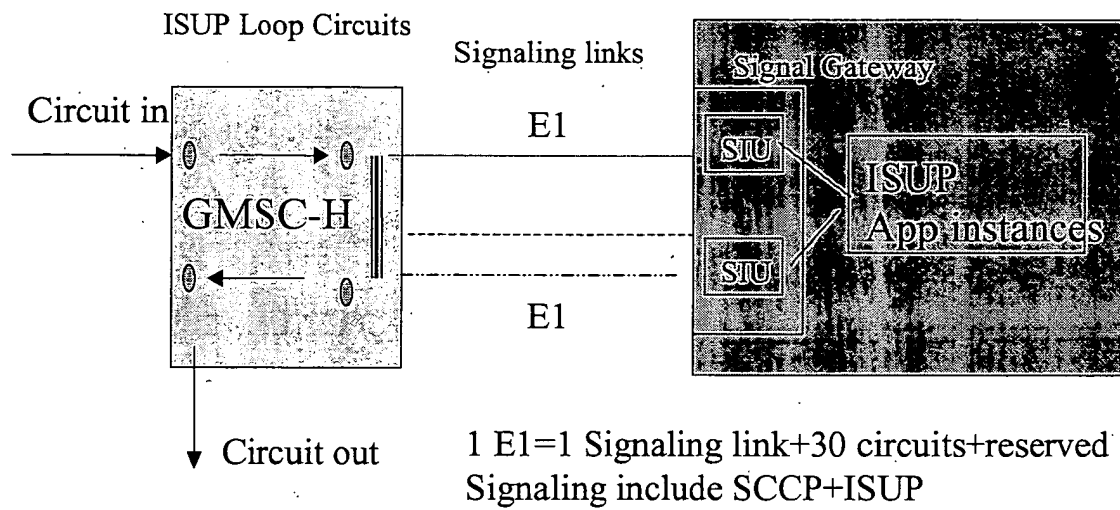 ISUP Loop Circuits
Signaling links
Signal Gateway
Circuit in
E1
SIU
ISUP
App instances
GMSC-H
SIU
E1
Circuit out
1 E1=1 Signaling link+30 circuits+reserved
Signaling include SCCP+ISUP